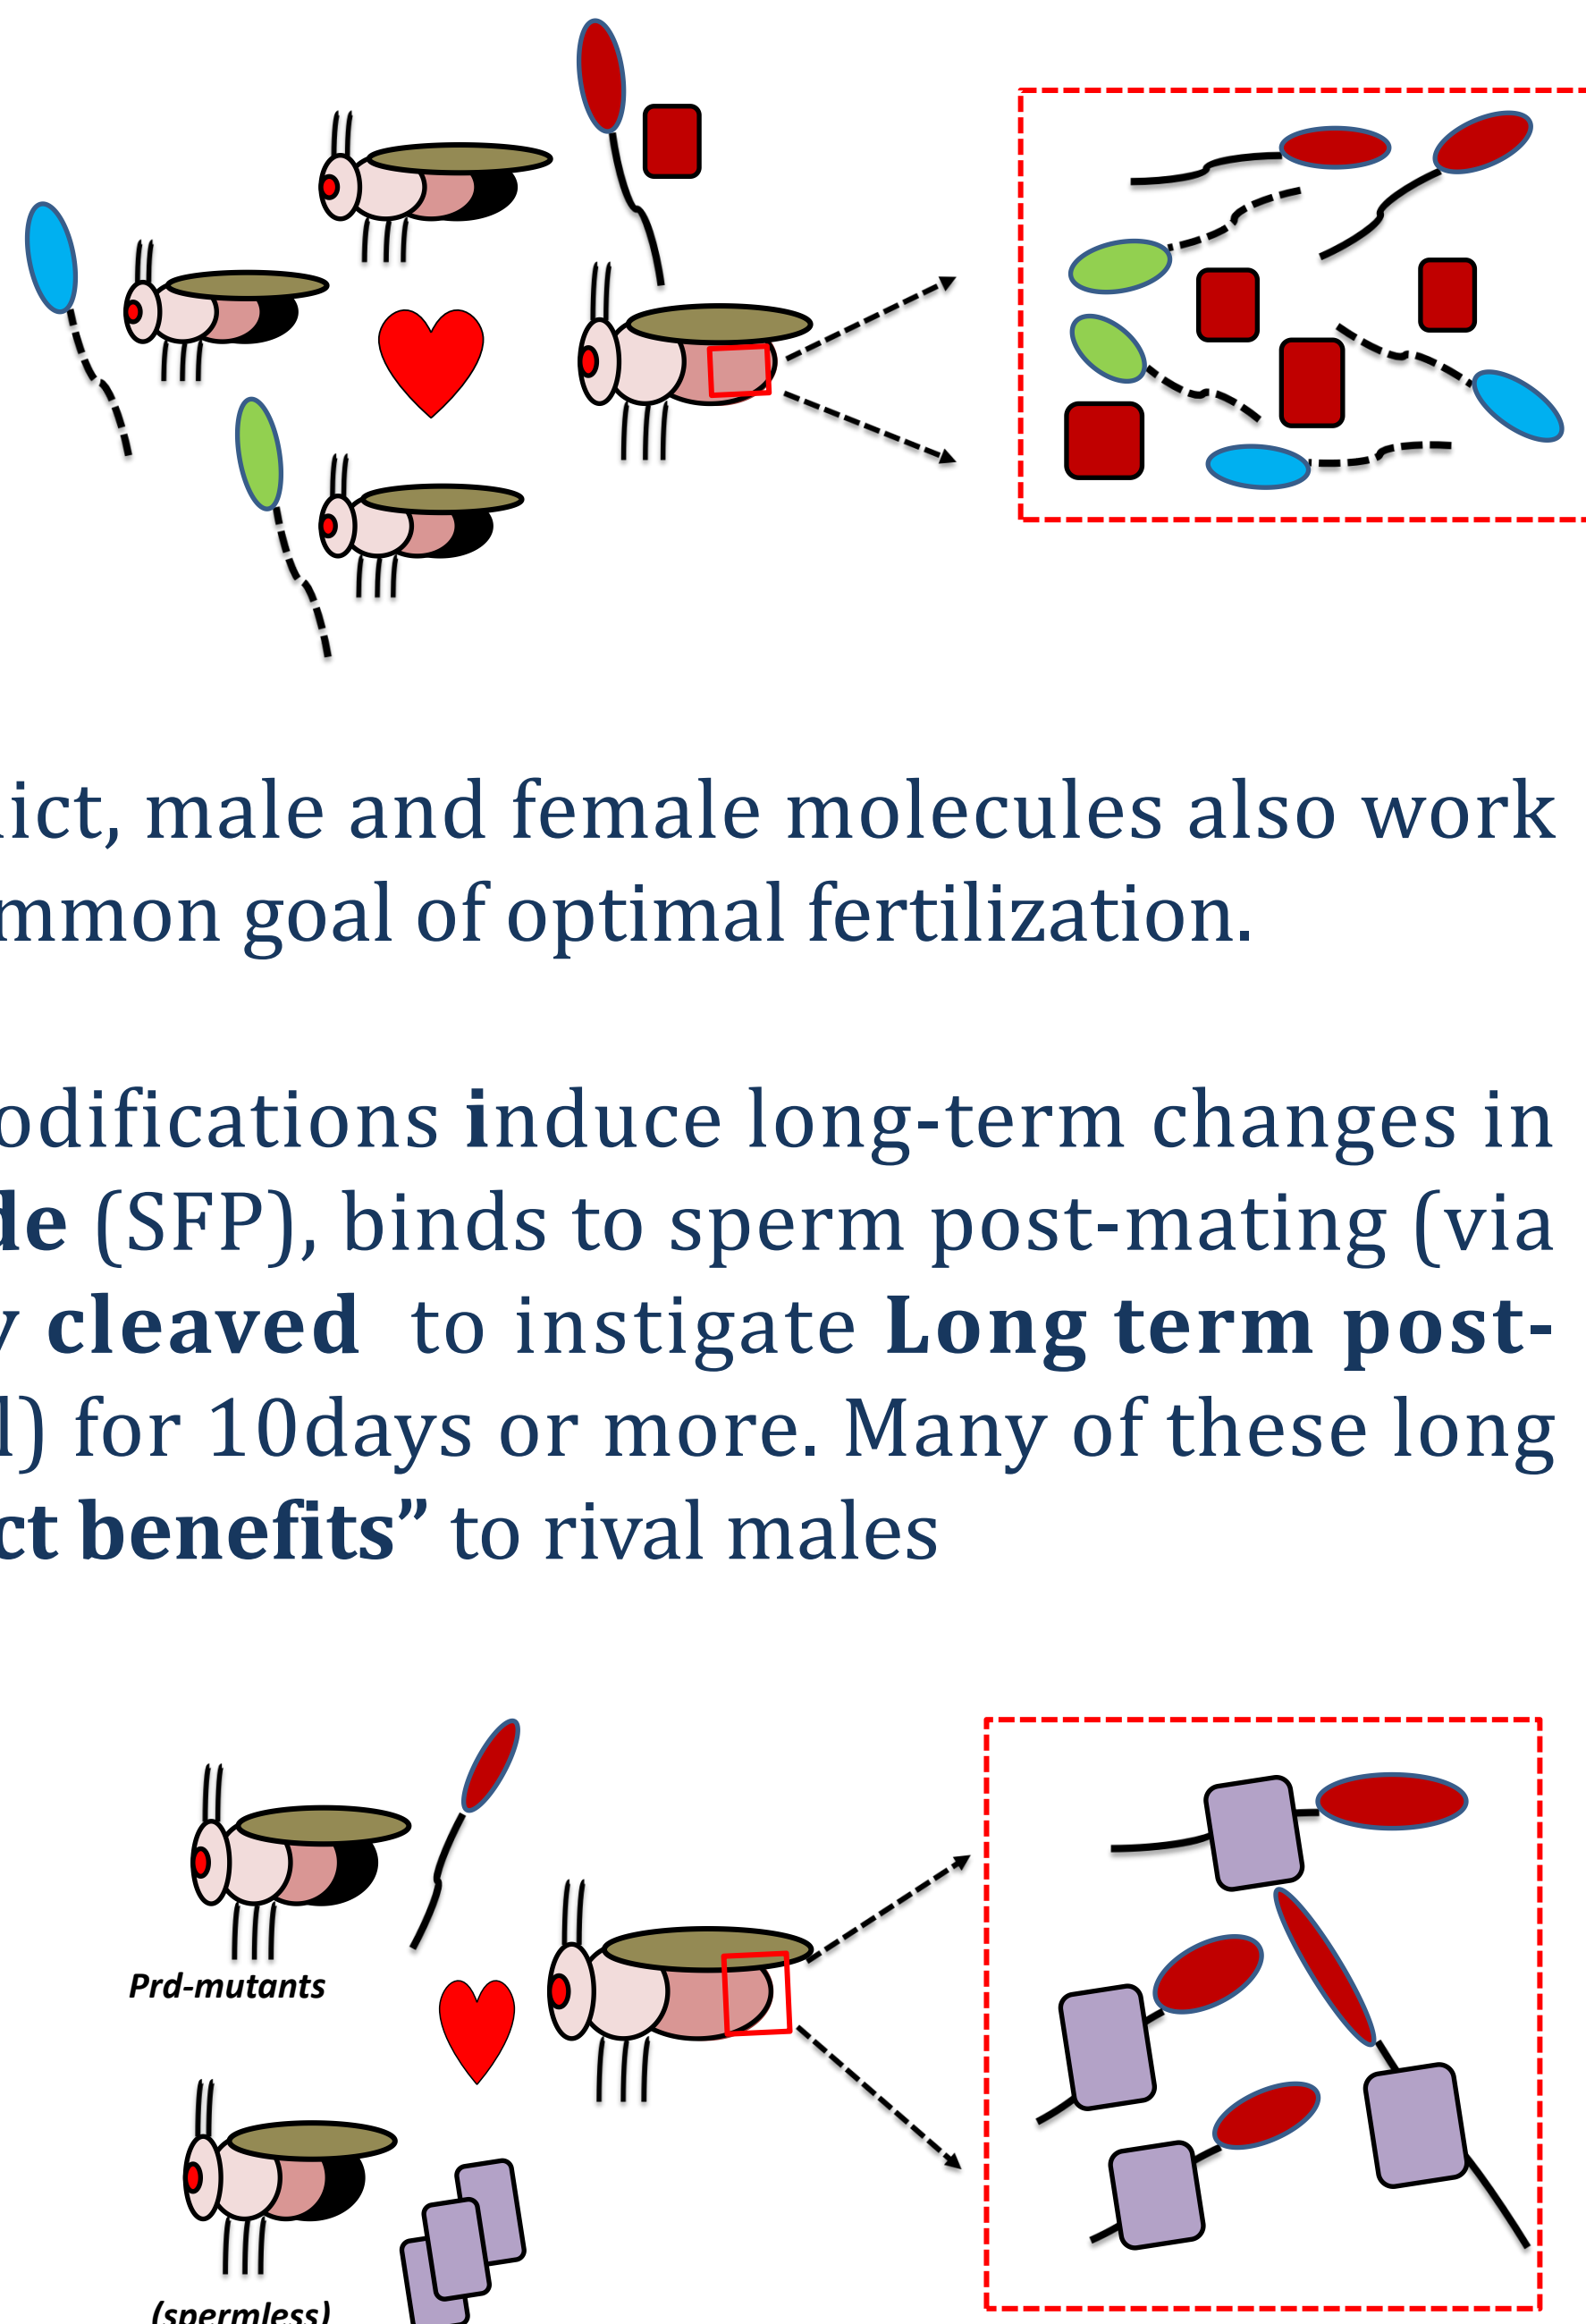 ict, male and female molecules also work
mmon goal of optimal fertilization.
odifications induce long-term changes in
de (SFP), binds to sperm post-mating (via
y cleaved to instigate Long term post-
l) for 10days or more. Many of these long
ct benefits” to rival males
Prd-mutants
(spermless)